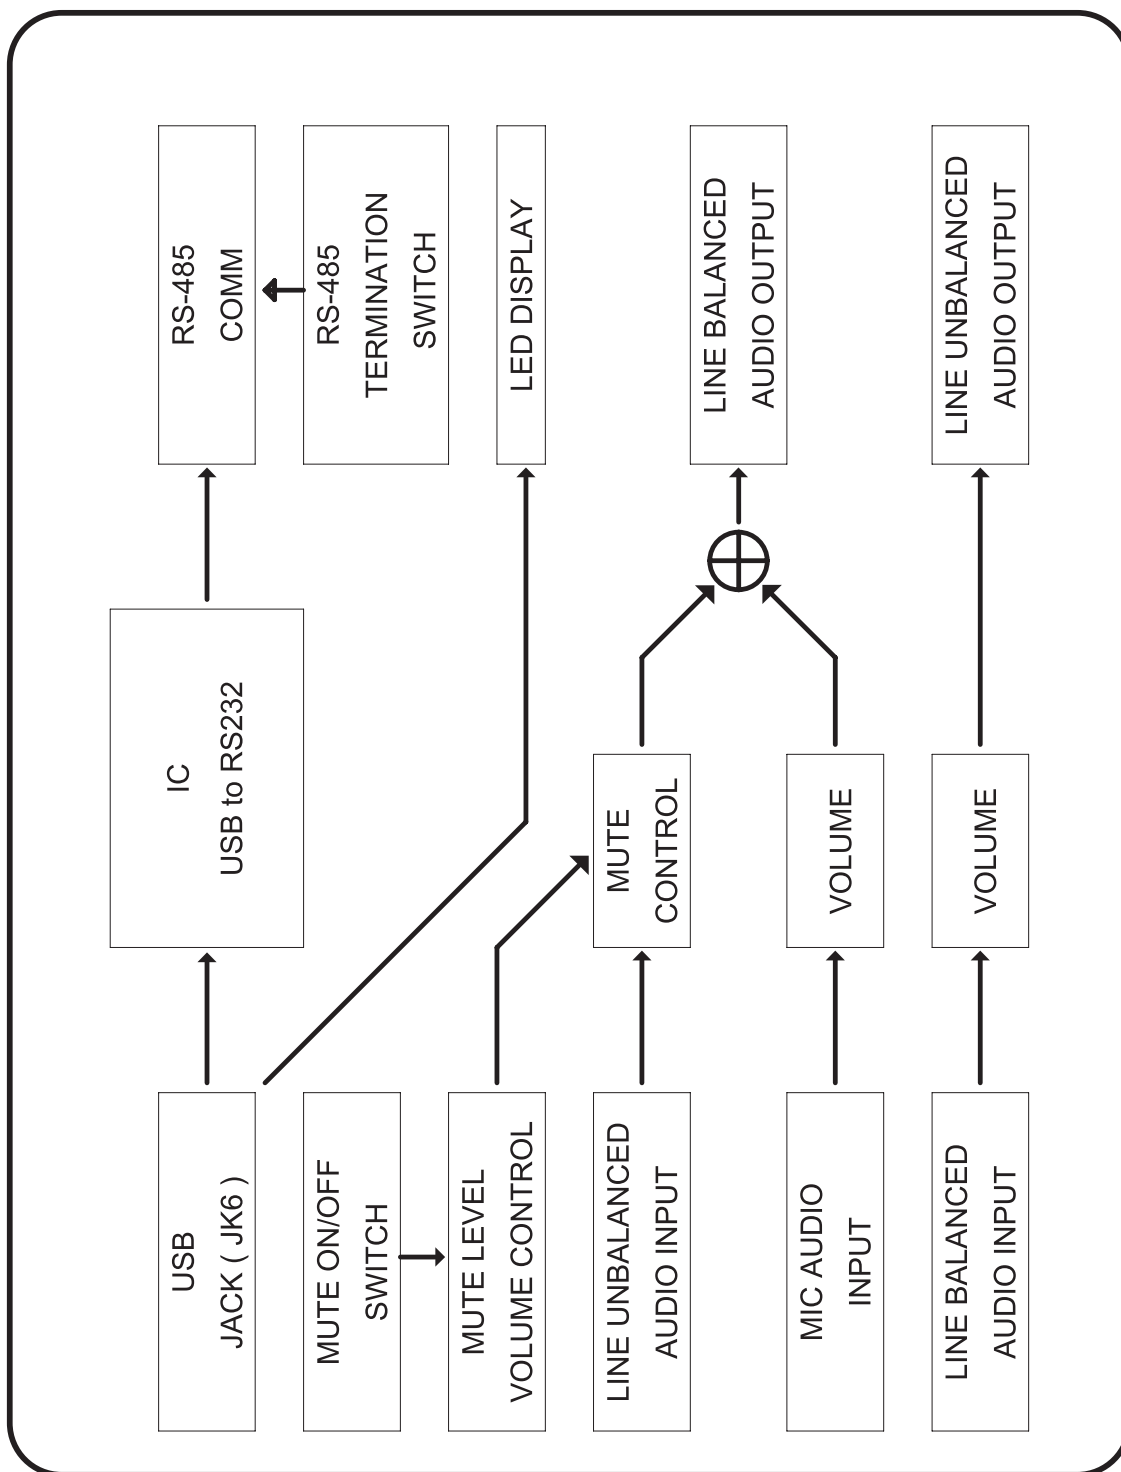 USB
JACK ( JK6 )
IC
USB to RS232
RS-485
COMM
MUTE ON/OFF
SWITCH
RS-485
TERMINATION
SWITCH
MUTE LEVEL
VOLUME CONTROL
LED DISPLAY
LINE UNBALANCED
AUDIO INPUT
MUTE
CONTROL
LINE BALANCED
AUDIO OUTPUT
MIC AUDIO
INPUT
VOLUME
LINE BALANCED
AUDIO INPUT
VOLUME
LINE UNBALANCED
AUDIO OUTPUT